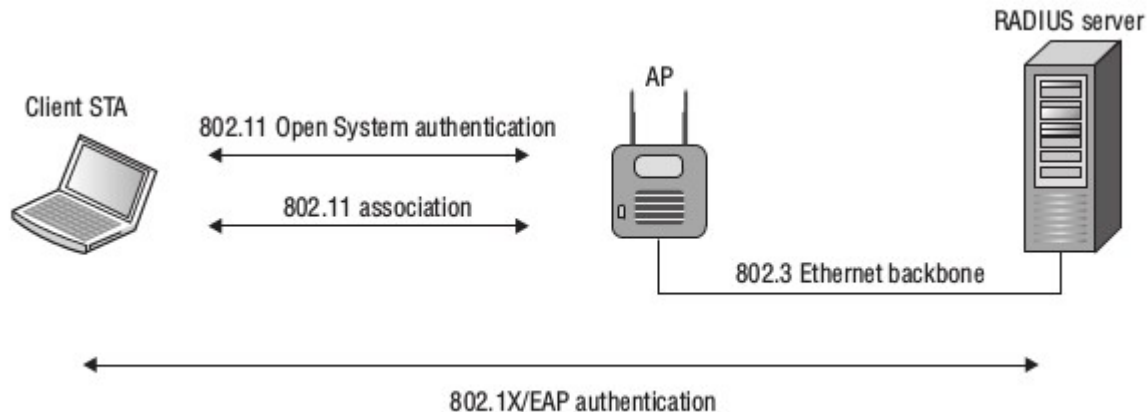 RADIUS server
AP
Client STA
802.11 Open System authentication
802.11 association
802.3 Ethernet backbone
802.1X/EAP authentication